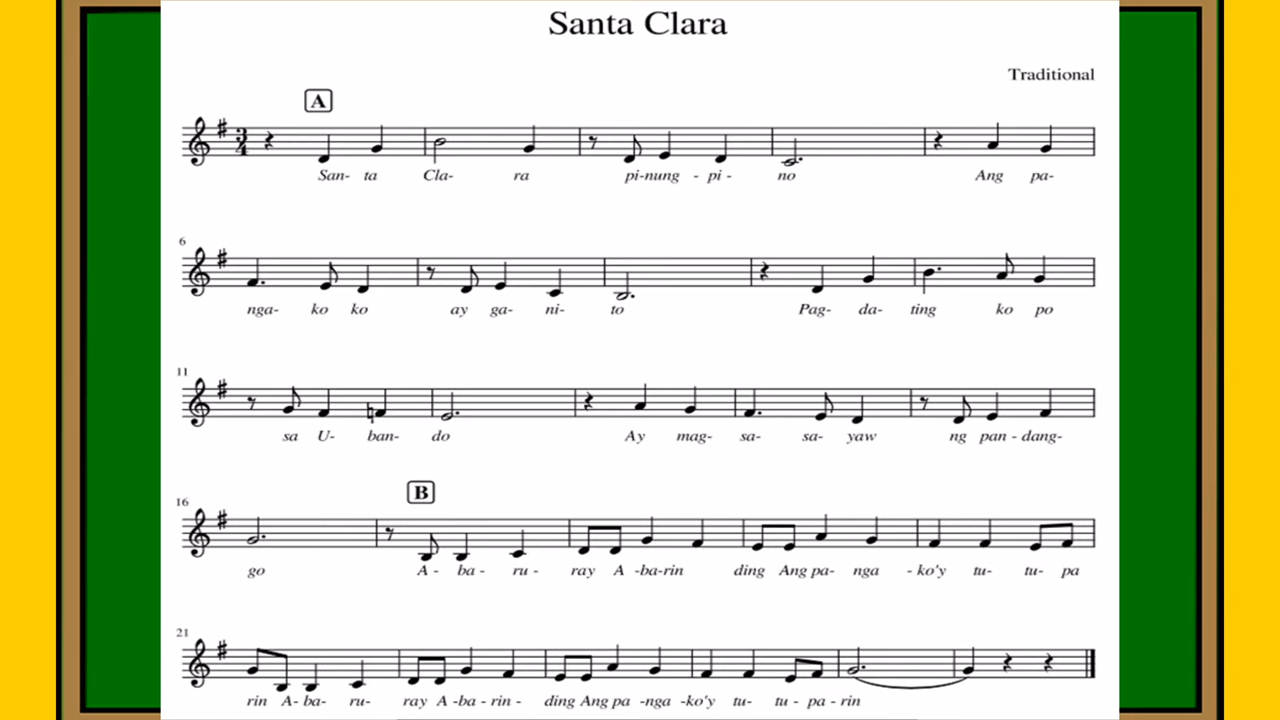 Santa Clara
Traditional
A
San- ta Cla- ra pi-nung - pi - no Ang pa-
6
nga- ko ko ay ga- ni- to Pag- da- ting ko po
11
sa U- ban- do Ay mag- sa- sa- yaw ng pan - dang-
16
B
go A - ba - ru - ray A -ba-rin ding Ang pa- nga - ko'y tu- tu- pa
21
rin A- ba- ru- ray A -ba - rin - ding Ang pa -nga -ko'y tu- tu - pa - rin